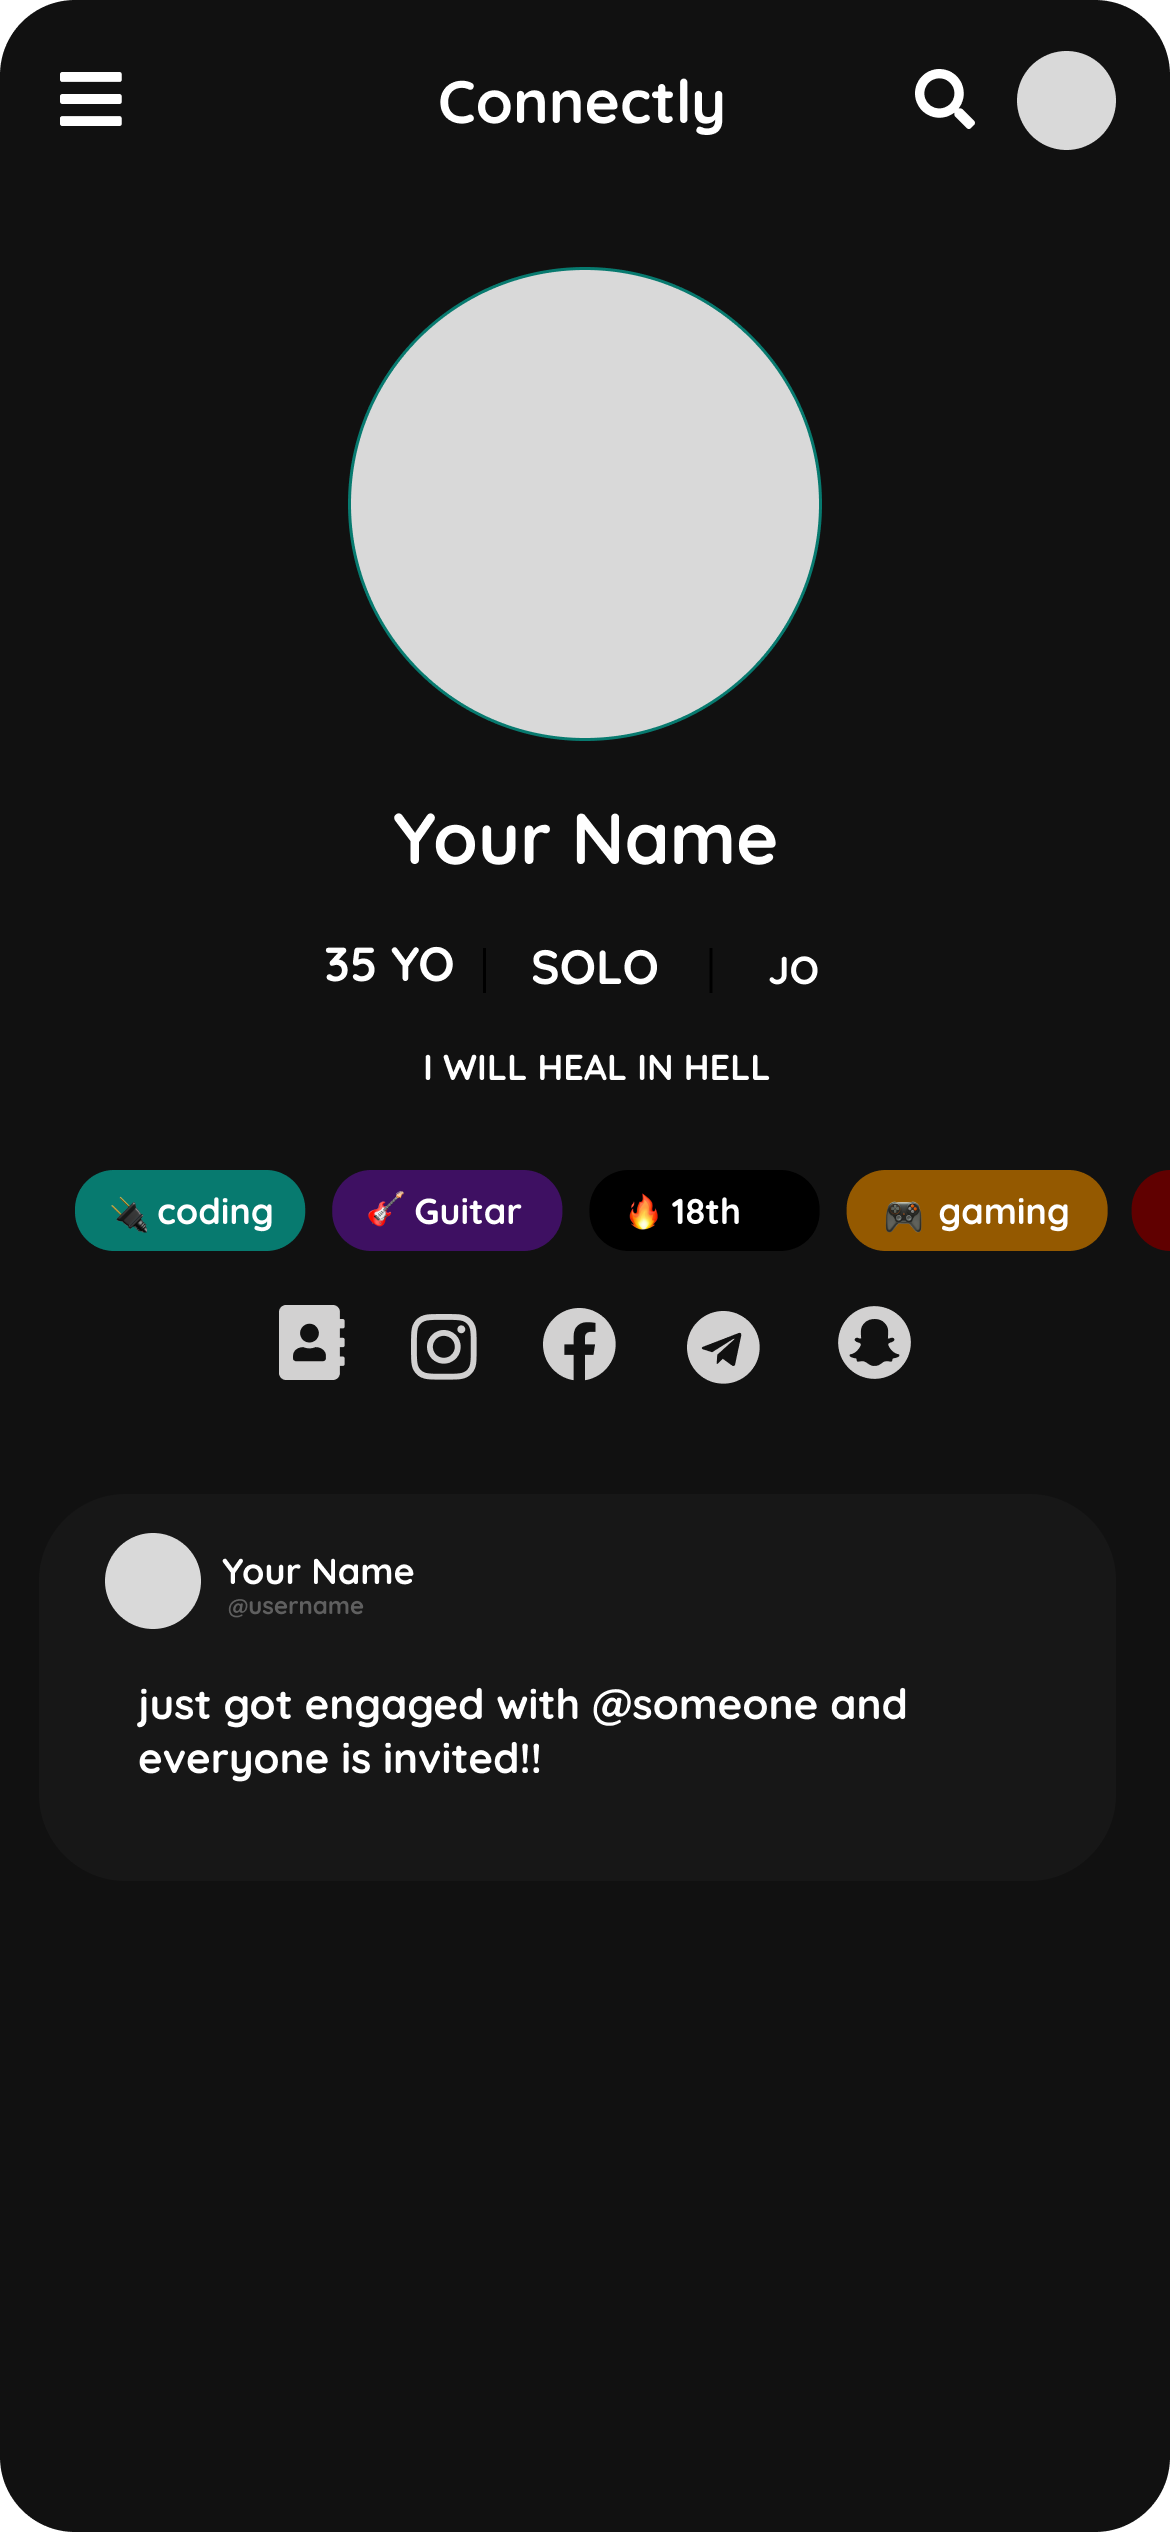 Connectly
Your Name
35 YO SOLO JO
I WILL HEAL IN HELL
coding Guitar 18th gaming
Your Name
@username
just got engaged with @someone and
everyone is invited!!